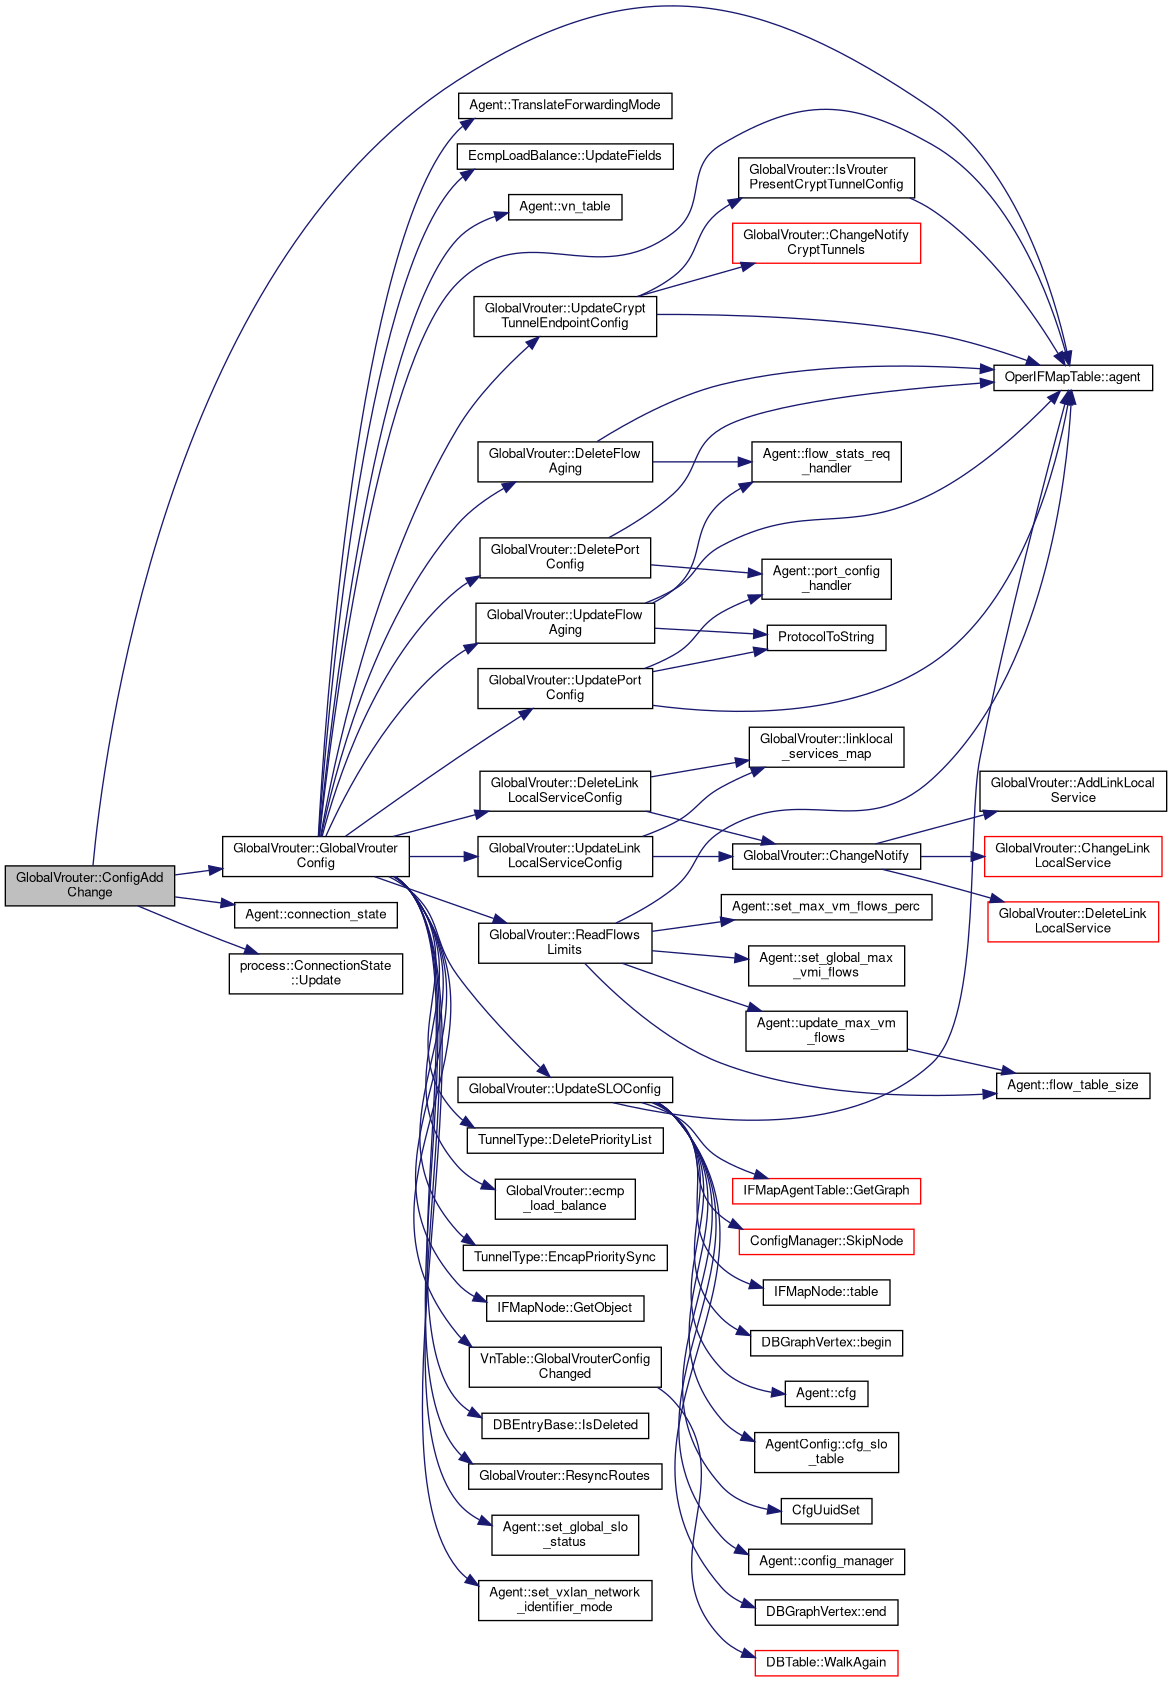 GlobalVrouter::ConfigAdd
Change
GlobalVrouter::GlobalVrouter
Config
Agent::connection_state
process::ConnectionState
::Update
Agent::TranslateForwardingMode
EcmpLoadBalance::UpdateFields
Agent::vn_table
GlobalVrouter::UpdateCrypt
TunnelEndpointConfig
GlobalVrouter::DeleteFlow
Aging
GlobalVrouter::DeletePort
Config
GlobalVrouter::UpdateFlow
Aging
GlobalVrouter::UpdatePort
Config
GlobalVrouter::DeleteLink
LocalServiceConfig
GlobalVrouter::UpdateLink
LocalServiceConfig
GlobalVrouter::ReadFlows
Limits
GlobalVrouter::UpdateSLOConfig
TunnelType::DeletePriorityList
GlobalVrouter::ecmp
_load_balance
TunnelType::EncapPrioritySync
IFMapNode::GetObject
VnTable::GlobalVrouterConfig
Changed
DBEntryBase::IsDeleted
GlobalVrouter::ResyncRoutes
Agent::set_global_slo
_status
Agent::set_vxlan_network
_identifier_mode
GlobalVrouter::IsVrouter
PresentCryptTunnelConfig
GlobalVrouter::ChangeNotify
CryptTunnels
Agent::flow_stats_req
_handler
Agent::port_config
_handler
ProtocolToString
GlobalVrouter::linklocal
_services_map
GlobalVrouter::ChangeNotify
Agent::set_max_vm_flows_perc
Agent::set_global_max
_vmi_flows
Agent::update_max_vm
_flows
IFMapAgentTable::GetGraph
ConfigManager::SkipNode
IFMapNode::table
DBGraphVertex::begin
Agent::cfg
AgentConfig::cfg_slo
_table
CfgUuidSet
Agent::config_manager
DBGraphVertex::end
DBTable::WalkAgain
OperIFMapTable::agent
GlobalVrouter::AddLinkLocal
Service
GlobalVrouter::ChangeLink
LocalService
GlobalVrouter::DeleteLink
LocalService
Agent::flow_table_size